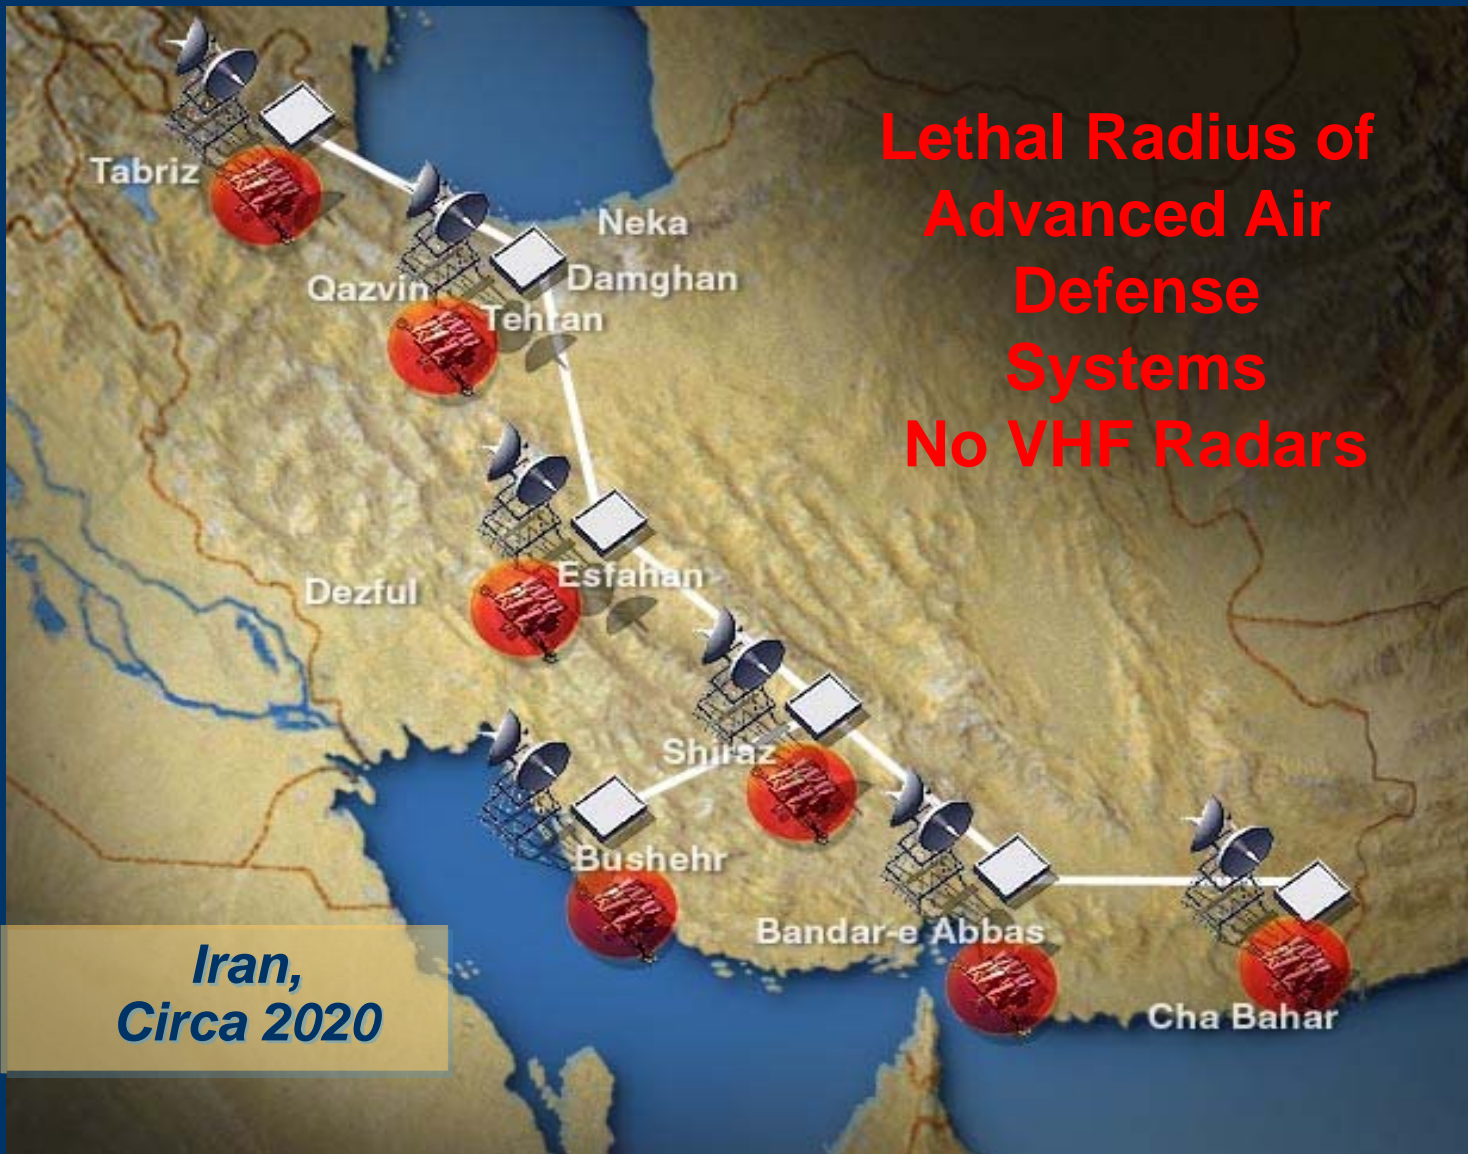 Lethal Radius of
Advanced Air
Defense
Systems
No VHF Radars
Tabriz
Neka
Damghan
Qazvin
Tehran
Esfahan
Dezful
Shiraz
Bushehr
Bandar-e Abbas
Cha Bahar
Iran,
Circa 2020